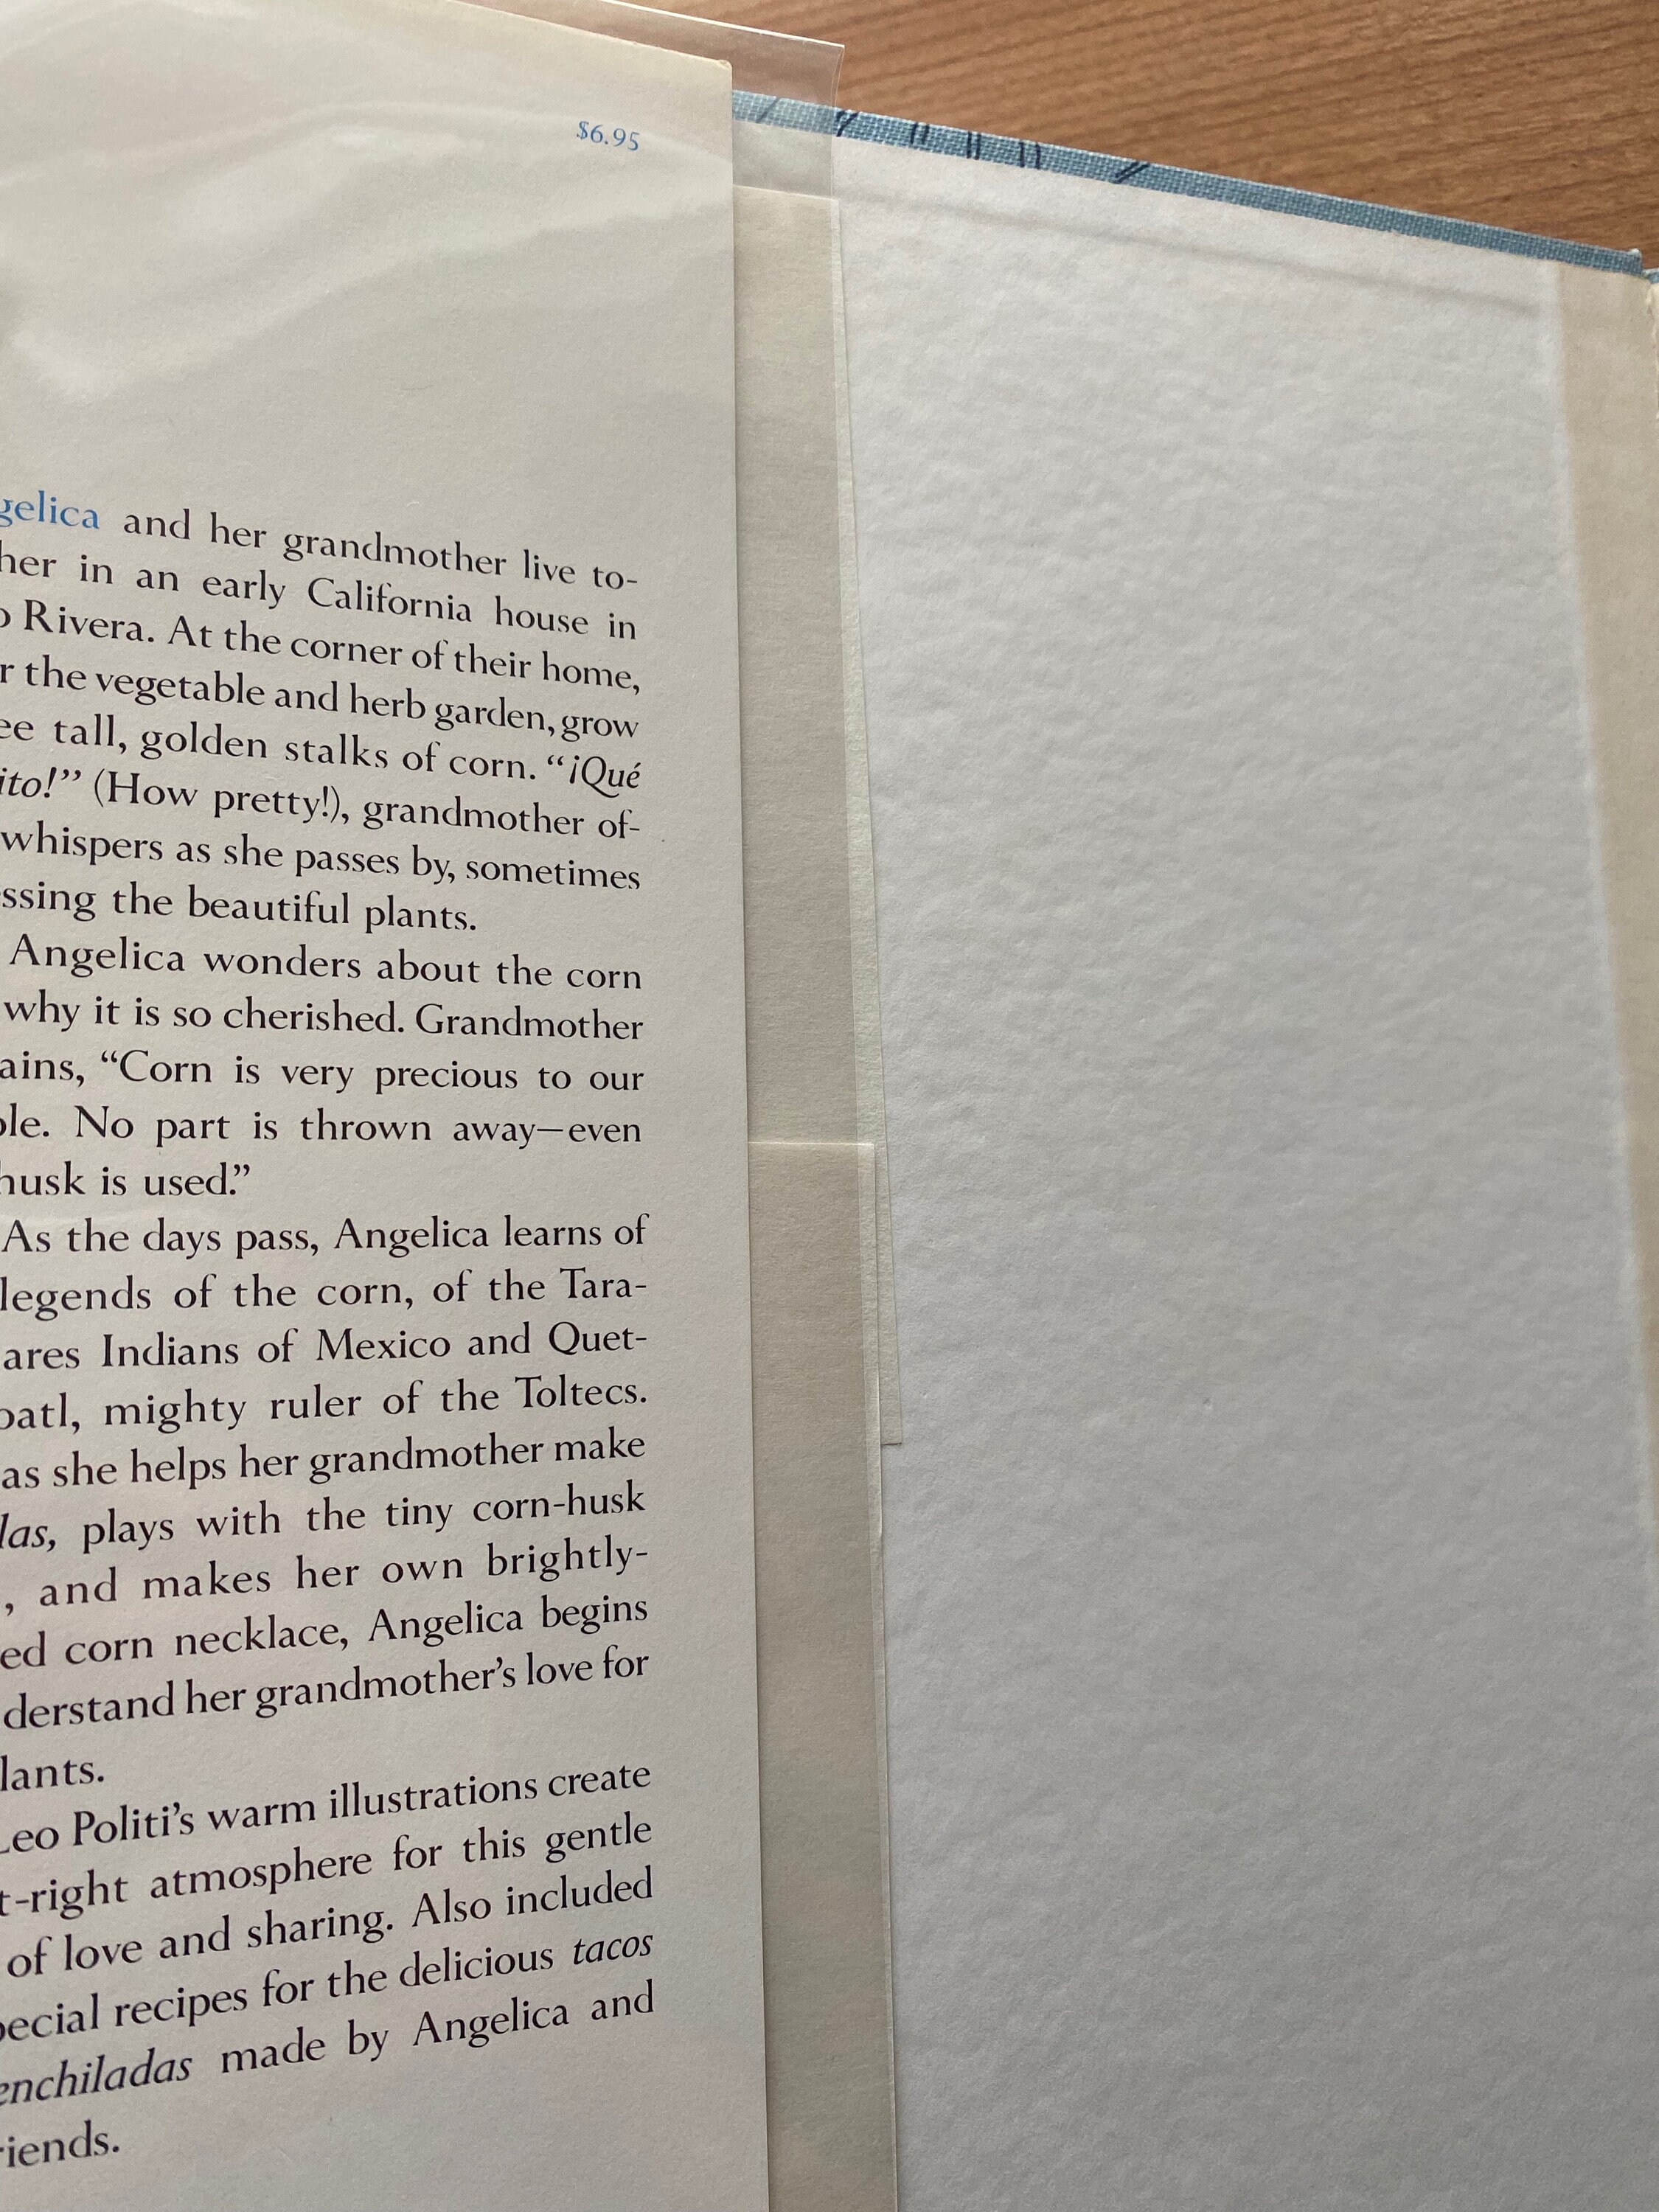 $6.95
gelica and her grandmother live to-
her in an early California house in
o Rivera. At the corner of their home,
r the vegetable and herb garden, grow
ee tall, golden stalks of corn. “¡Qué
ito!” (How pretty!), grandmother of-
whispers as she passes by, sometimes
ssing the beautiful plants.
Angelica wonders about the corn
why it is so cherished. Grandmother
ains, “Corn is very precious to our
ole. No part is thrown away—even
husk is used.”
As the days pass, Angelica learns of
legends of the corn, of the Tara-
ares Indians of Mexico and Quet-
oatl, mighty ruler of the Toltecs.
as she helps her grandmother make
las, plays with the tiny corn-husk
, and makes her own brightly-
ed corn necklace, Angelica begins
derstand her grandmother’s love for
lants.
Leo Politi’s warm illustrations create
t-right atmosphere for this gentle
of love and sharing. Also included
pecial recipes for the delicious tacos
enchiladas made by Angelica and
riends.